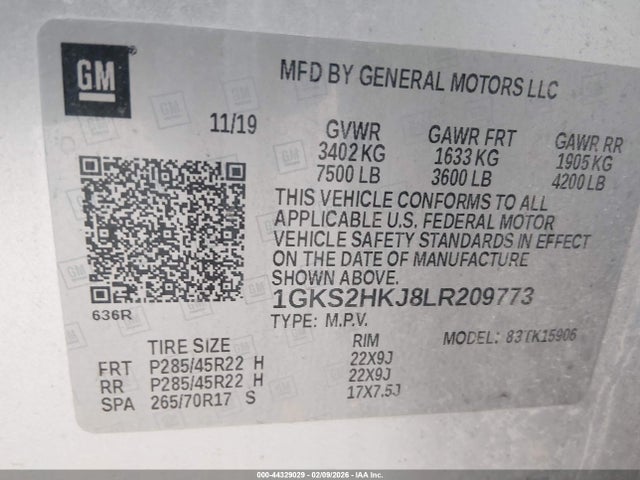 GM
MFD BY GENERAL MOTORS LLC
11/19
GVWR GAWR FRT GAWR RR
3402 KG 1633 KG 1905 KG
7500 LB 3600 LB 4200 LB
THIS VEHICLE CONFORMS TO ALL
APPLICABLE U.S. FEDERAL MOTOR
VEHICLE SAFETY STANDARDS IN EFFECT
ON THE DATE OF MANUFACTURE
SHOWN ABOVE.
636R
1GKS2HKJ8LR209773
TYPE: M.P.V. MODEL: 83TK15906
TIRE SIZE RIM
FRT P285/45R22 H 22X9J
RR P285/45R22 H 22X9J
SPA 265/70R17 S 17X7.5J
000-44329029 - 02/09/2026 - IAAI, Inc.